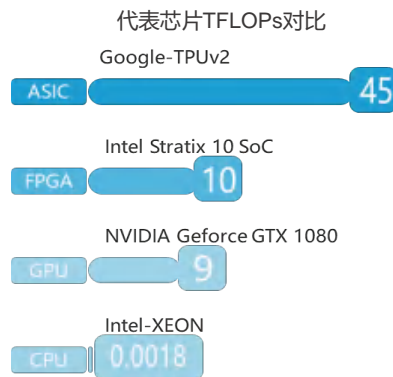 代表芯片TFLOPs对比
Google-TPUv2
ASIC 45
Intel Stratix 10 SoC
FPGA 10
NVIDIA Geforce GTX 1080
GPU 9
Intel-XEON
CPU 0.0018